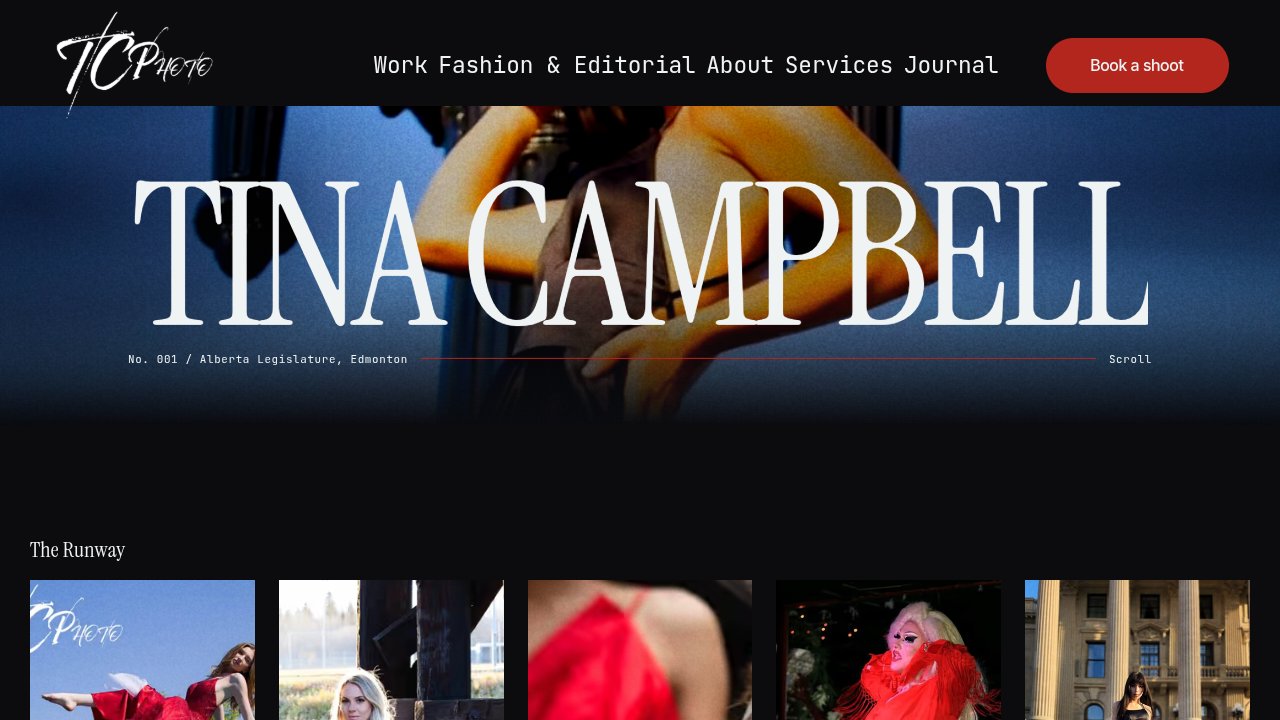 TCPHOTO
Work Fashion & Editorial About Services Journal
Book a shoot
TINA CAMPBELL
No. 001 / Alberta Legislature, Edmonton
Scroll
The Runway
CPHOTO